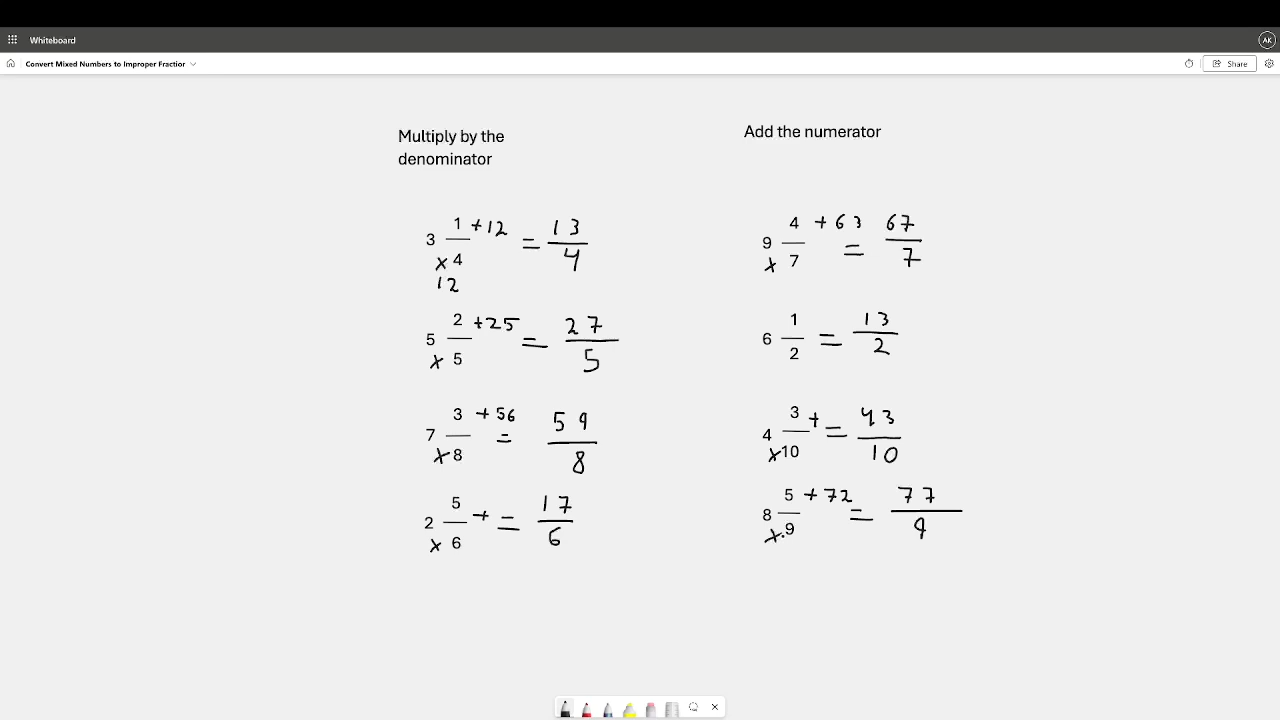 Whiteboard
AK
Convert Mixed Numbers to Improper Fraction
Share
Multiply by the
denominator
Add the numerator
3 1/4 +12 = 13/4
x
12
5 2/5 +25 = 27/5
x
7 3/8 +56 = 59/8
x
2 5/6 + = 17/6
x
9 4/7 +63 = 67/7
x
6 1/2 = 13/2
4 3/10 + = 43/10
x
8 5/9 +72 = 77/9
x